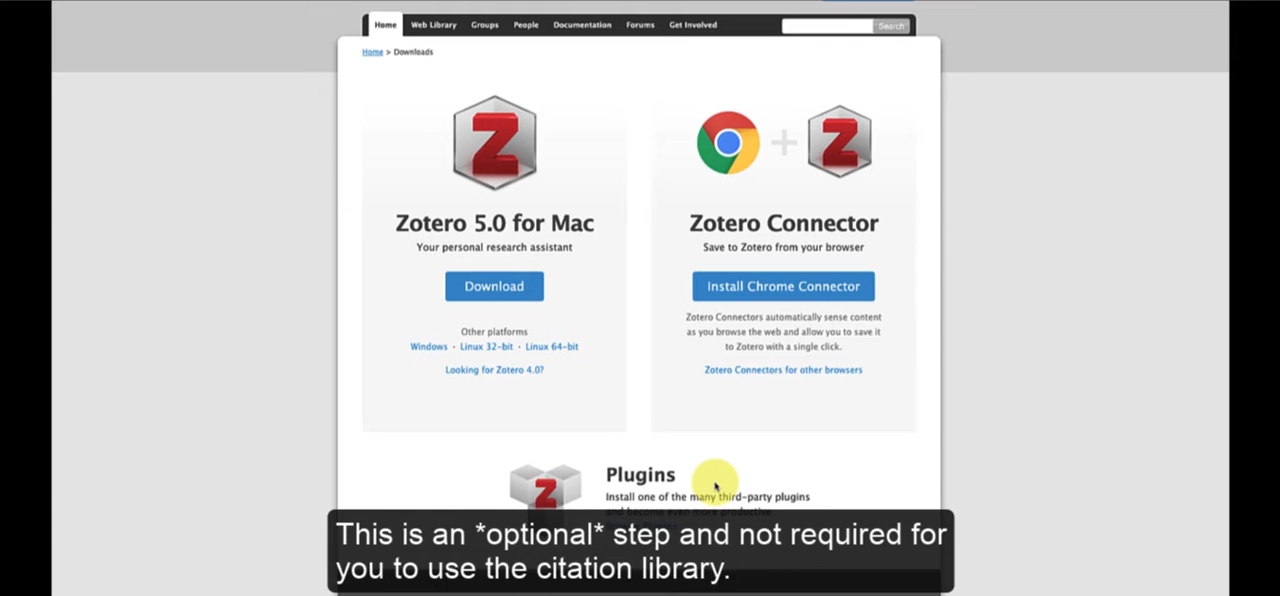 Home Web Library Groups People Documentation Forums Get Involved Search
Home > Downloads
Z
Z
Zotero 5.0 for Mac
Your personal research assistant
Download
Other platforms
Windows · Linux 32-bit · Linux 64-bit
Looking for Zotero 4.0?
Zotero Connector
Save to Zotero from your browser
Install Chrome Connector
Zotero Connectors automatically sense content
as you browse the web and allow you to save it
to Zotero with a single click.
Zotero Connectors for other browsers
Z
Plugins
Install one of the many third-party plugins
and become even more productive.
This is an *optional* step and not required for
you to use the citation library.